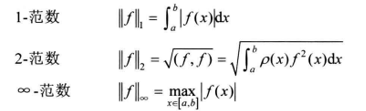 1-范数 ‖f‖₁ = ∫ₐᵇ |f(x)|dx
2-范数 ‖f‖₂ = √(f, f) = √(∫ₐᵇ ρ(x)f²(x)dx)
∞-范数 ‖f‖∞ = max_{x∈[a,b]} |f(x)|